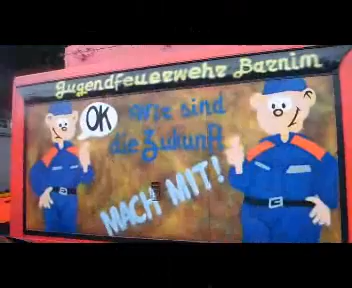 Jugendfeuerwehr Barnim
OK
Wir sind
die Zukunft
MACH MIT!